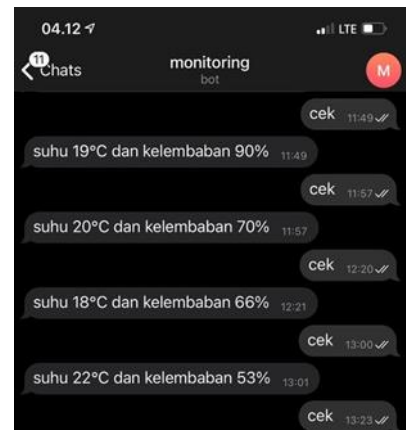 04.12
LTE
11
Chats
monitoring
bot
M
cek 11:49
suhu 19°C dan kelembaban 90% 11:49
cek 11:57
suhu 20°C dan kelembaban 70% 11:57
cek 12:20
suhu 18°C dan kelembaban 66% 12:21
cek 13:00
suhu 22°C dan kelembaban 53% 13:01
cek 13:23